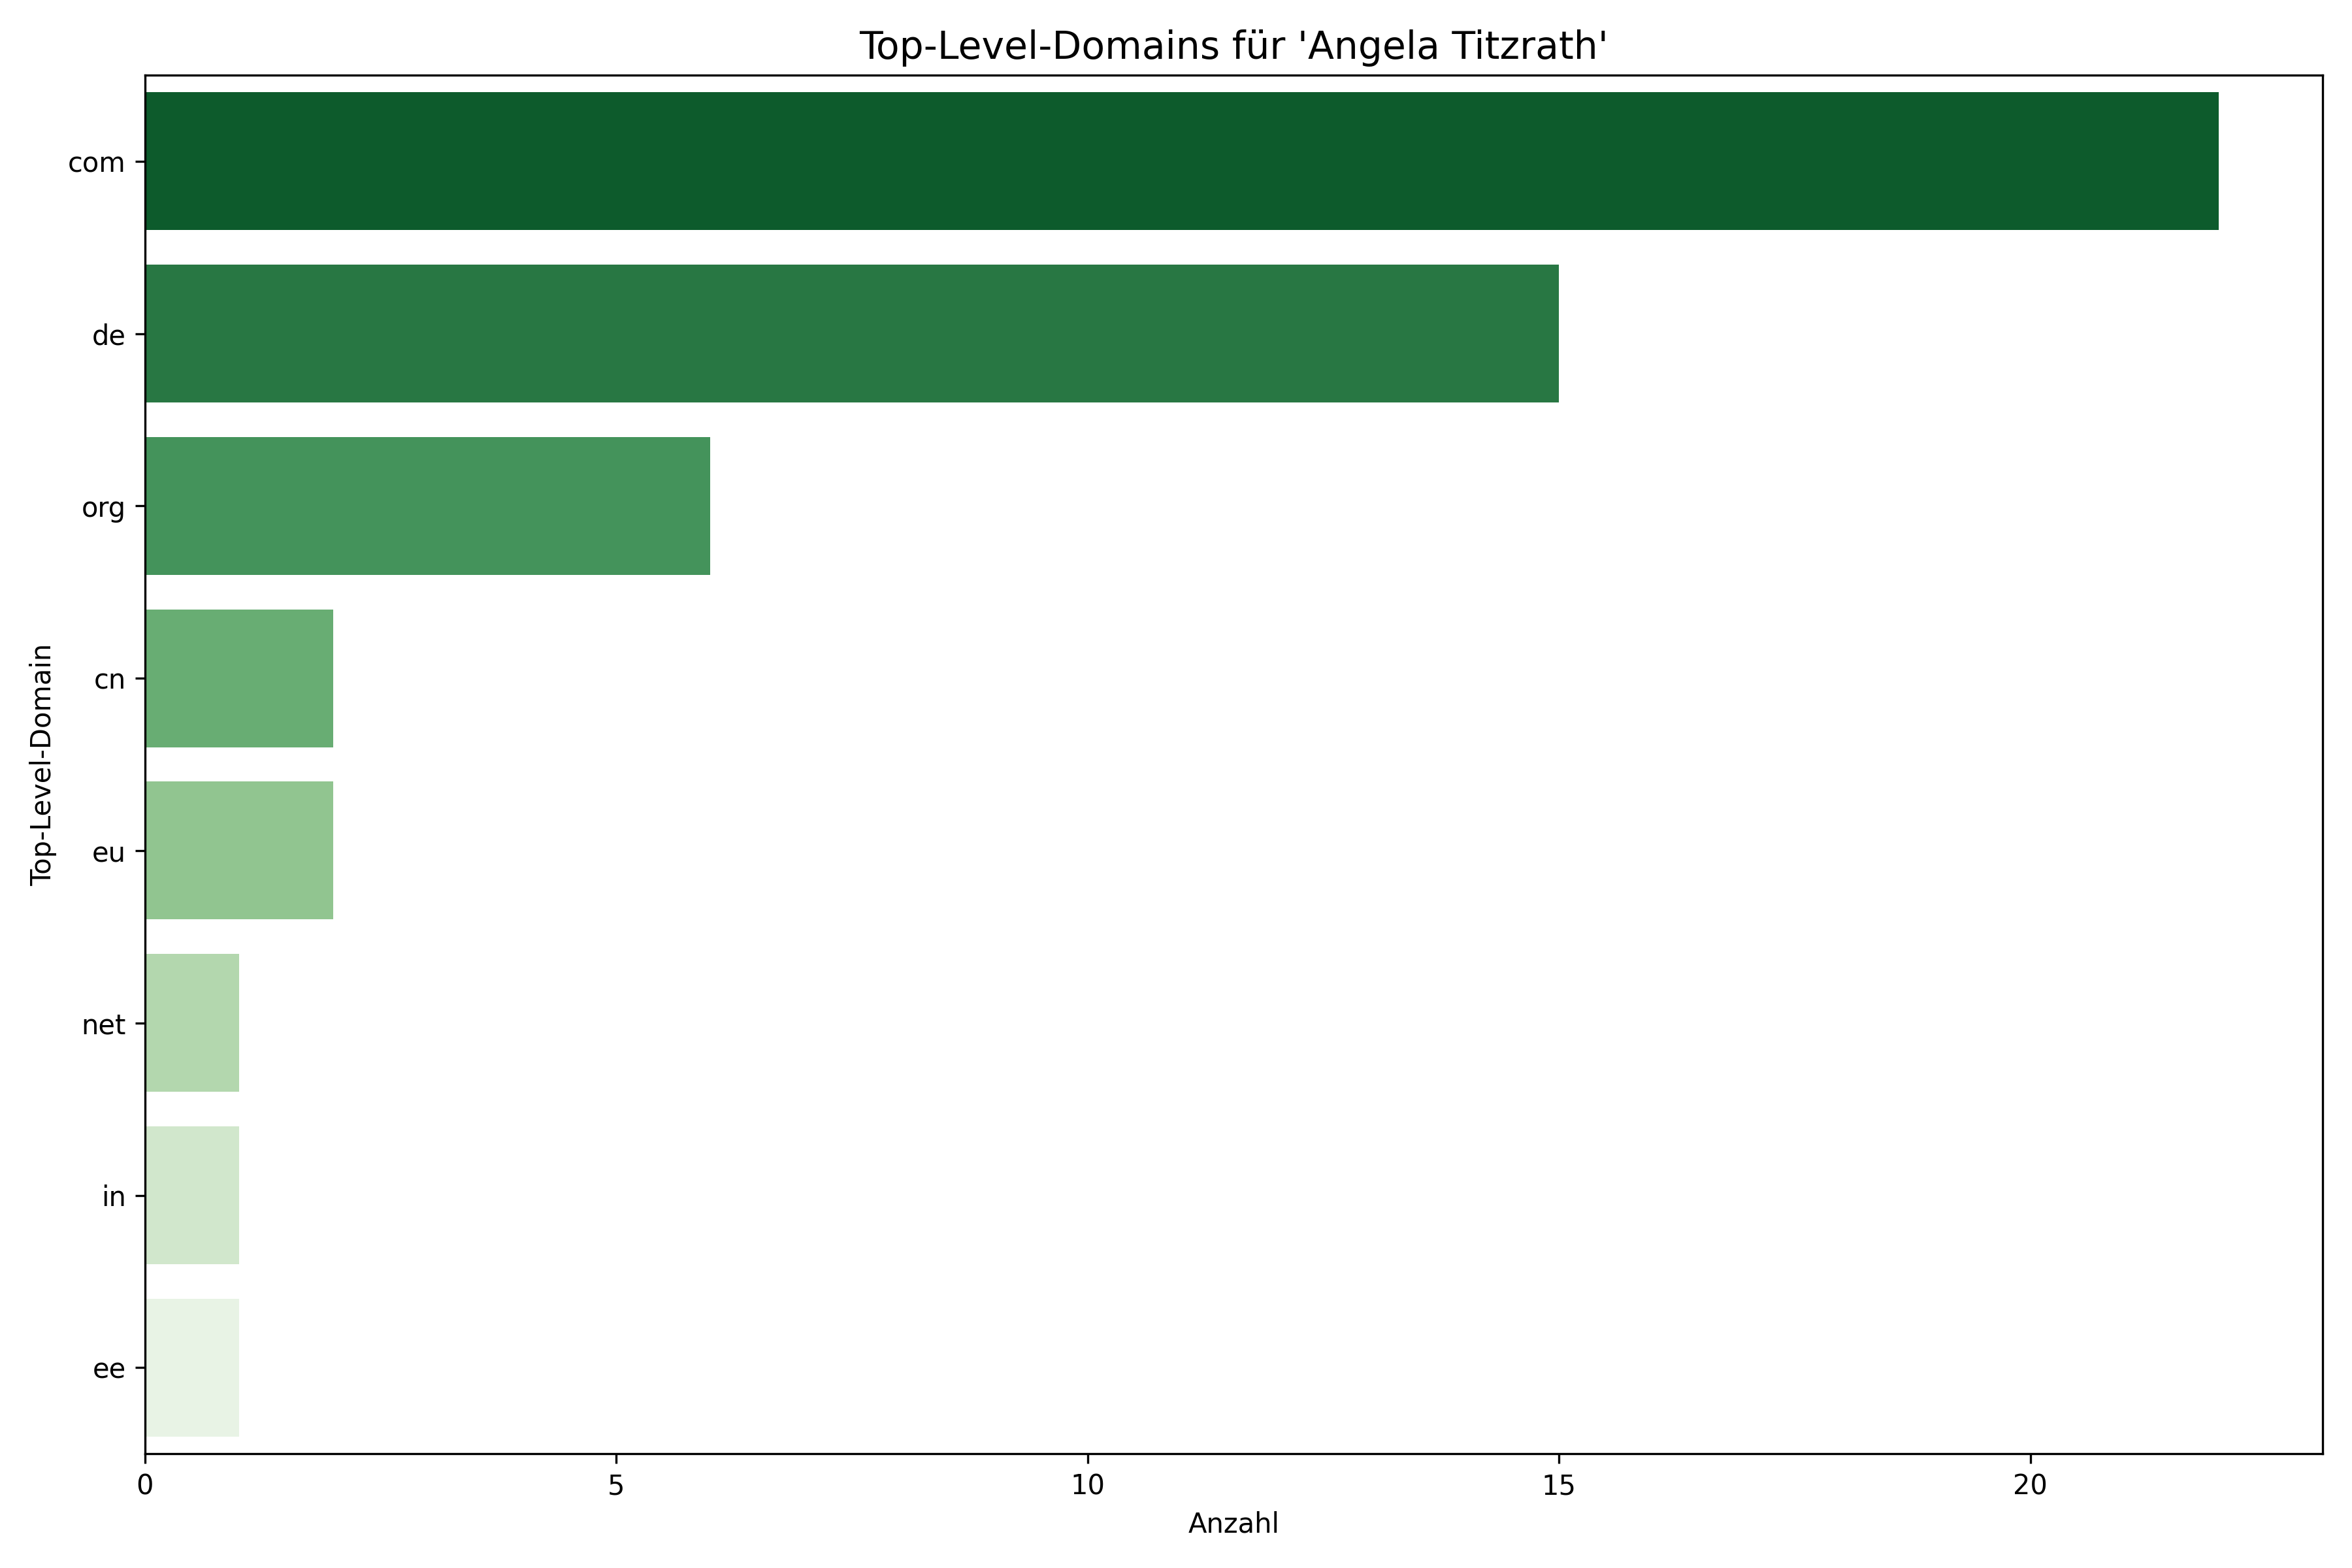 Top-Level-Domains für 'Angela Titzrath'
Top-Level-Domain
com
de
org
cn
eu
net
in
ee
0 5 10 15 20
Anzahl